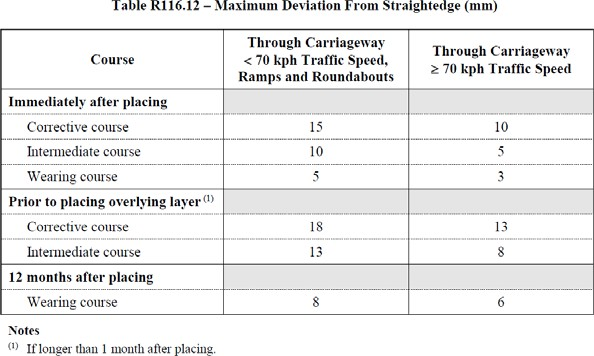 Table R116.12 – Maximum Deviation From Straightedge (mm)
Course
Through Carriageway
< 70 kph Traffic Speed,
Ramps and Roundabouts
Through Carriageway
≥ 70 kph Traffic Speed
Immediately after placing
Corrective course 15 10
Intermediate course 10 5
Wearing course 5 3
Prior to placing overlying layer (1)
Corrective course 18 13
Intermediate course 13 8
12 months after placing
Wearing course 8 6
Notes
(1) If longer than 1 month after placing.